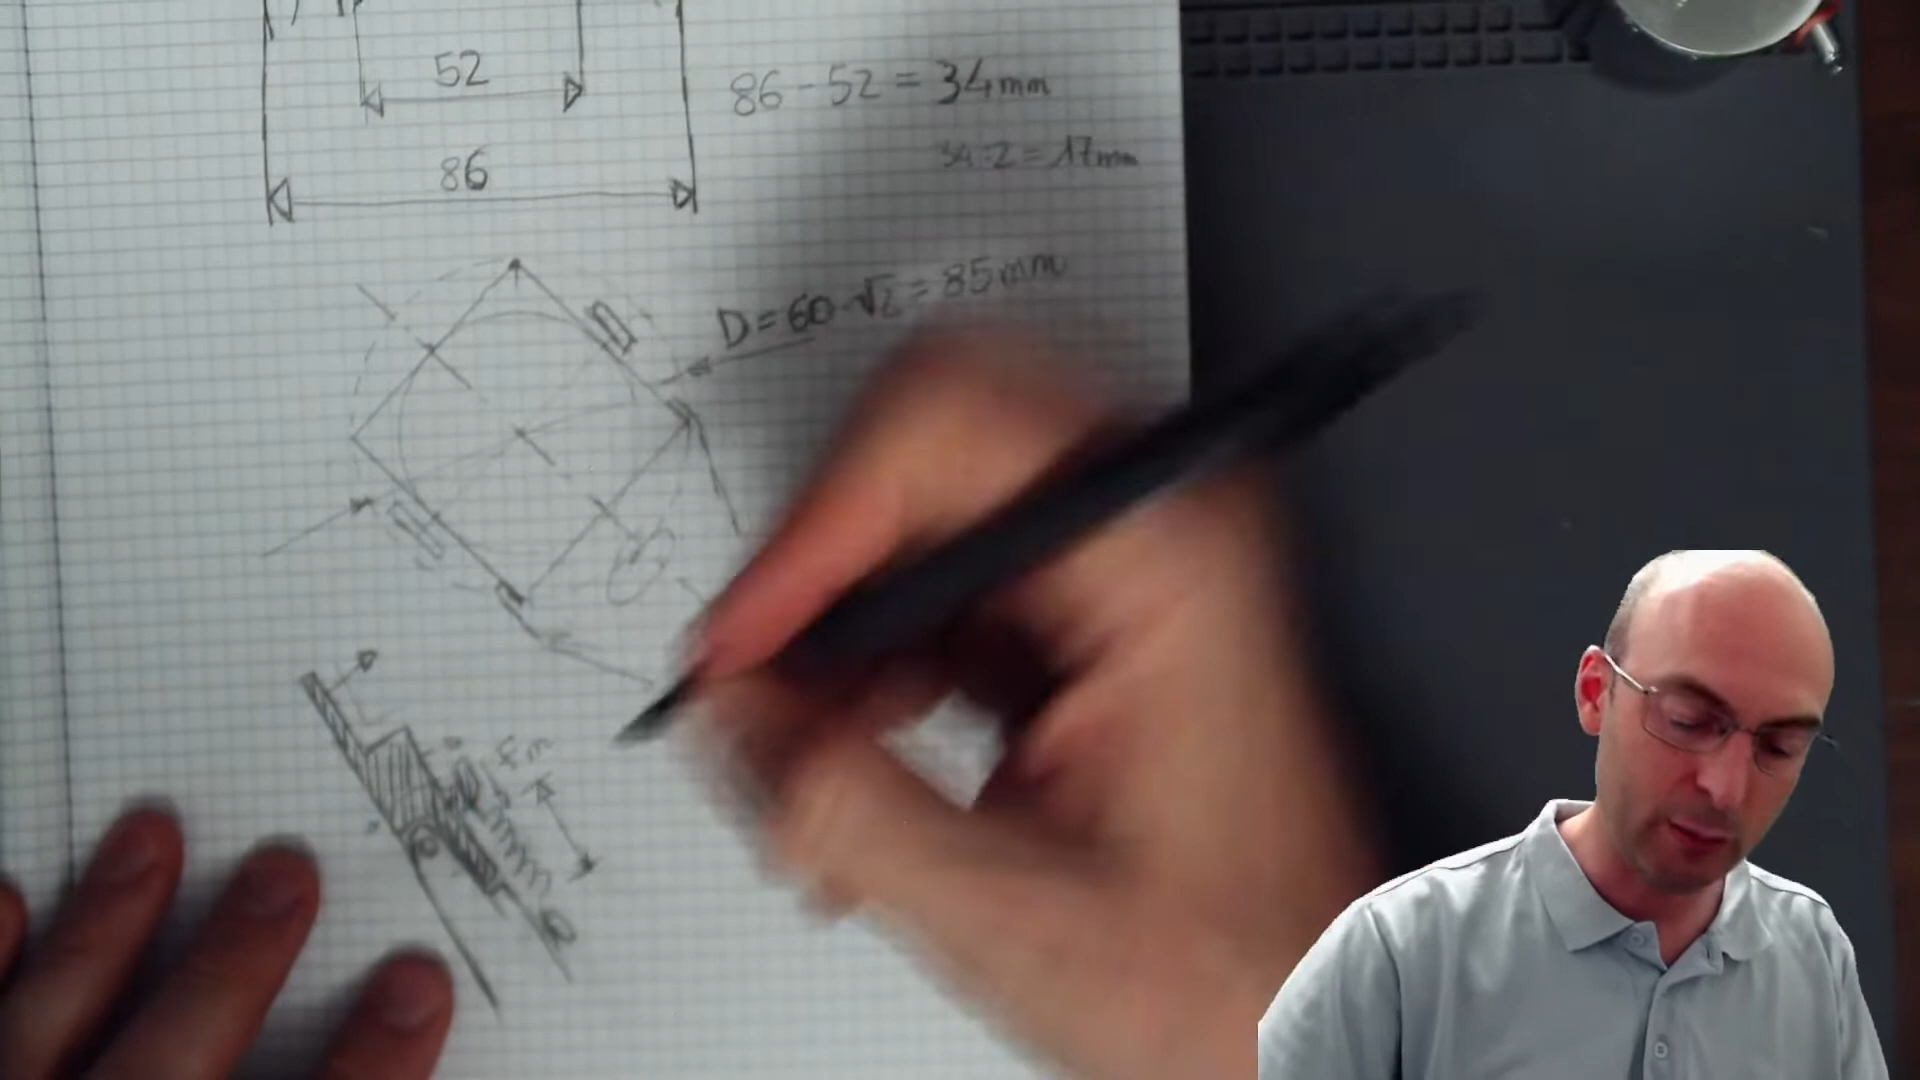 52
86 - 52 = 34mm
34:2 = 17mm
86
D = 60·√2 = 85mm